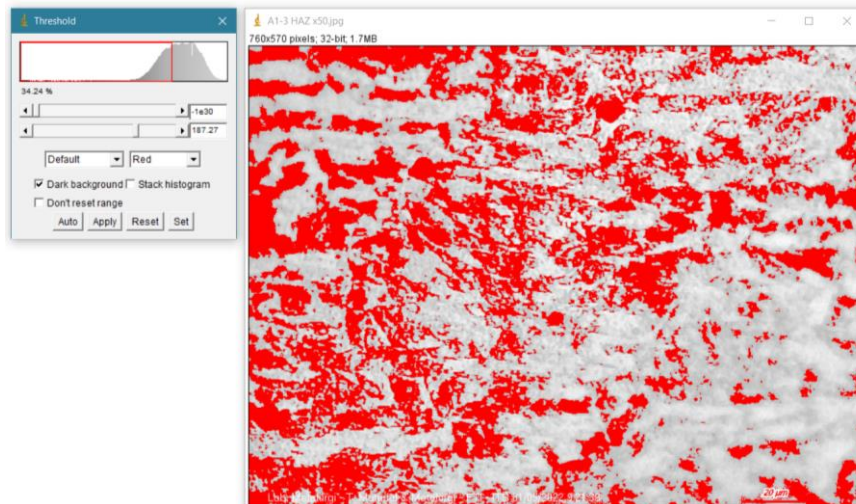 Threshold
34.24 %
-1e30
187.27
Default
Red
Dark background
Stack histogram
Don't reset range
Auto
Apply
Reset
Set
A1-3 HAZ x50.jpg
760x570 pixels; 32-bit; 1.7MB
20 µm